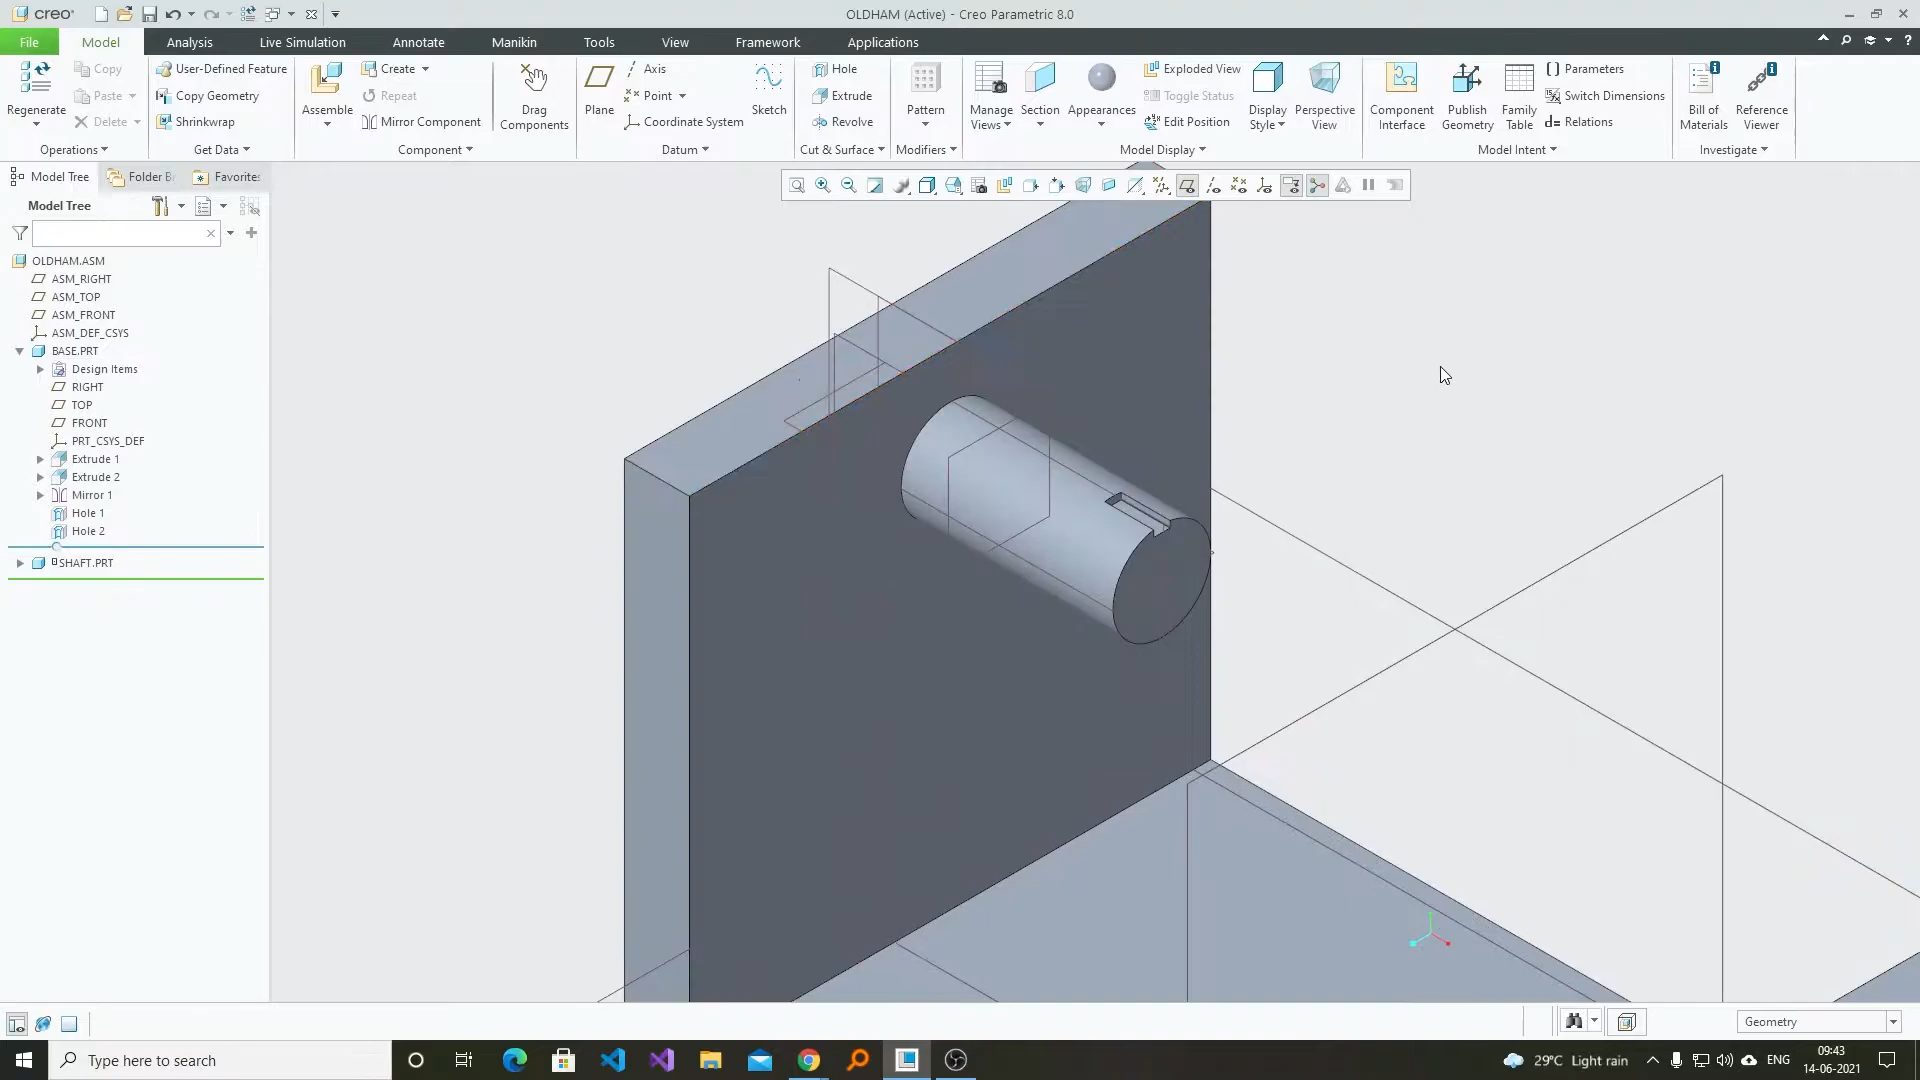 creo
OLDHAM (Active) - Creo Parametric 8.0
File Model Analysis Live Simulation Annotate Manikin Tools View Framework Applications
Regenerate
Copy
Paste
Delete
Operations
User-Defined Feature
Copy Geometry
Shrinkwrap
Get Data
Assemble
Create
Repeat
Mirror Component
Drag
Components
Component
Plane
Axis
Point
Coordinate System
Sketch
Datum
Hole
Extrude
Revolve
Cut & Surface
Pattern
Modifiers
Manage
Views
Section
Appearances
Exploded View
Toggle Status
Edit Position
Display
Style
Perspective
View
Model Display
Component
Interface
Publish
Geometry
Family
Table
Parameters
Switch Dimensions
d= Relations
Model Intent
Bill of
Materials
Reference
Viewer
Investigate
Model Tree Folder Br Favorites
Model Tree
OLDHAM.ASM
ASM_RIGHT
ASM_TOP
ASM_FRONT
ASM_DEF_CSYS
BASE.PRT
Design Items
RIGHT
TOP
FRONT
PRT_CSYS_DEF
Extrude 1
Extrude 2
Mirror 1
Hole 1
Hole 2
SHAFT.PRT
Geometry
Type here to search
29°C Light rain
ENG
09:43
14-06-2021